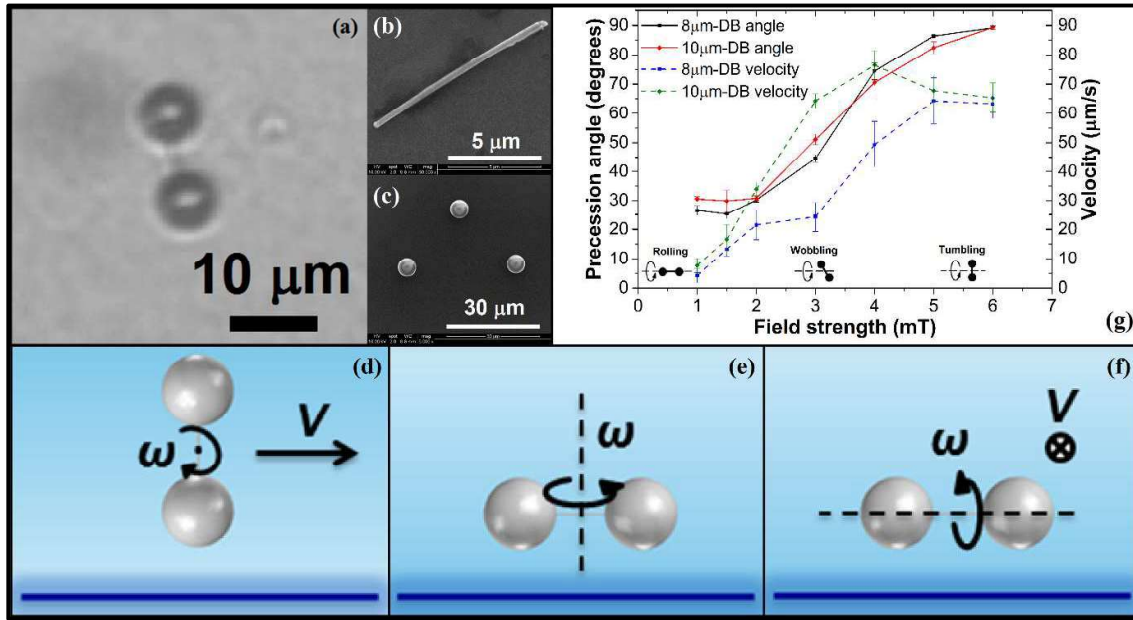 (a)
10 μm
(b)
5 μm
(c)
30 μm
8μm-DB angle
10μm-DB angle
8μm-DB velocity
10μm-DB velocity
Precession angle (degrees)
90
80
70
60
50
40
30
20
10
0
Velocity (μm/s)
90
80
70
60
50
40
30
20
10
0
Rolling
Wobbling
Tumbling
0 1 2 3 4 5 6 7
Field strength (mT)
(g)
(d)
ω
V
(e)
ω
(f)
V
ω